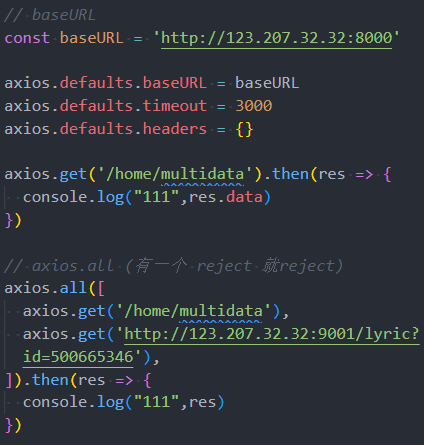 // baseURL
const baseURL = 'http://123.207.32.32:8000'
axios.defaults.baseURL = baseURL
axios.defaults.timeout = 3000
axios.defaults.headers = {}
axios.get('/home/multidata').then(res => {
  console.log("111",res.data)
})
// axios.all (有一个 reject 就reject)
axios.all([
  axios.get('/home/multidata'),
  axios.get('http://123.207.32.32:9001/lyric?
  id=500665346'),
]).then(res => {
  console.log("111",res)
})